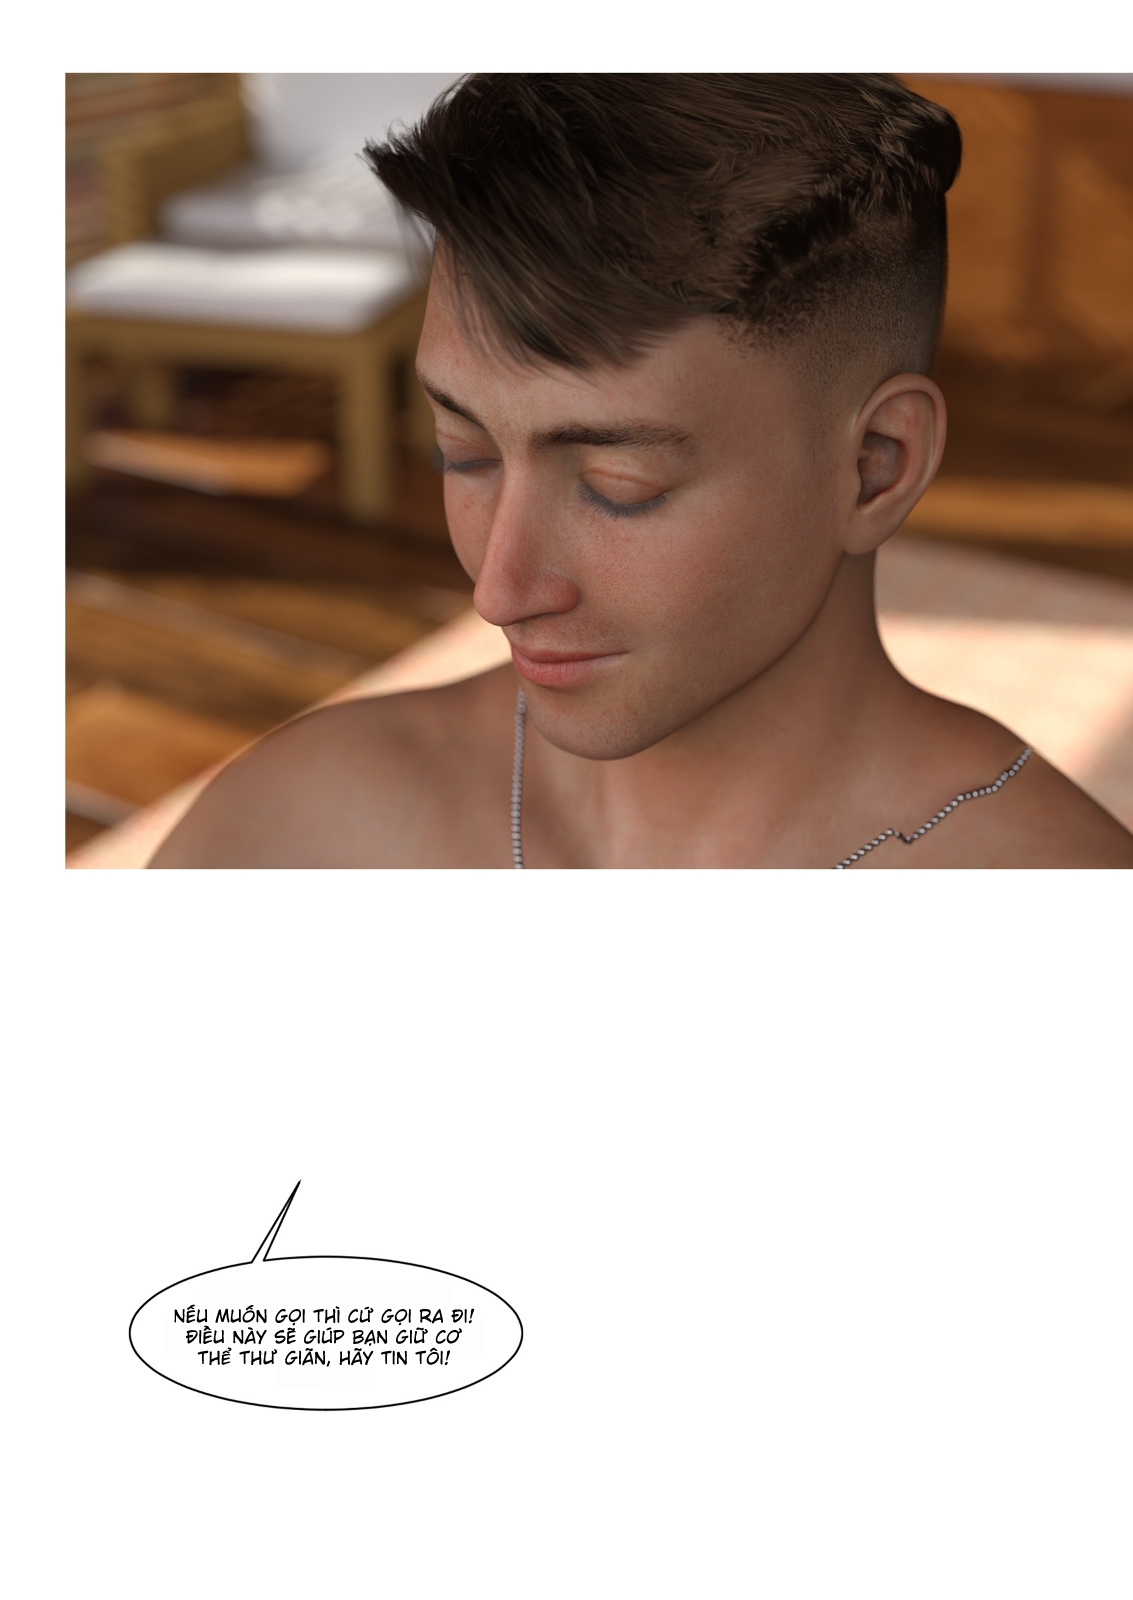 NẾU MUỐN GỌI THÌ CỨ GỌI RA ĐI!
ĐIỀU NÀY SẼ GIÚP BẠN GIỮ CƠ
THỂ THƯ GIÃN, HÃY TIN TÔI!